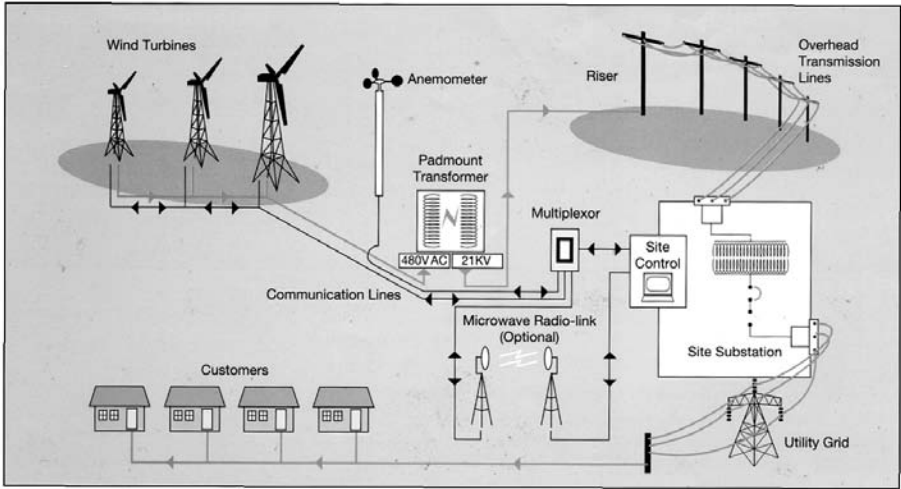 Wind Turbines
Anemometer
Overhead
Transmission
Lines
Riser
Padmount
Transformer
480V AC
21KV
Multiplexor
Site
Control
Communication Lines
Microwave Radio-link
(Optional)
Site Substation
Customers
Utility Grid